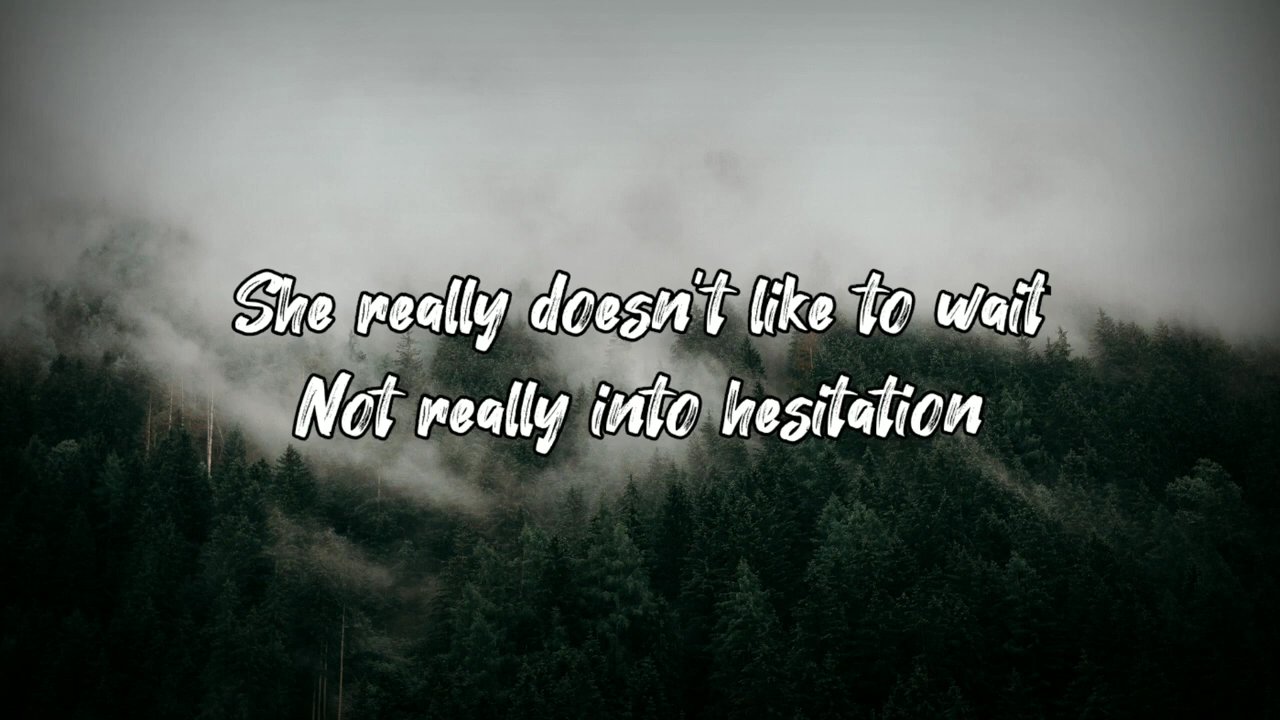 She really doesn't like to wait
Not really into hesitation